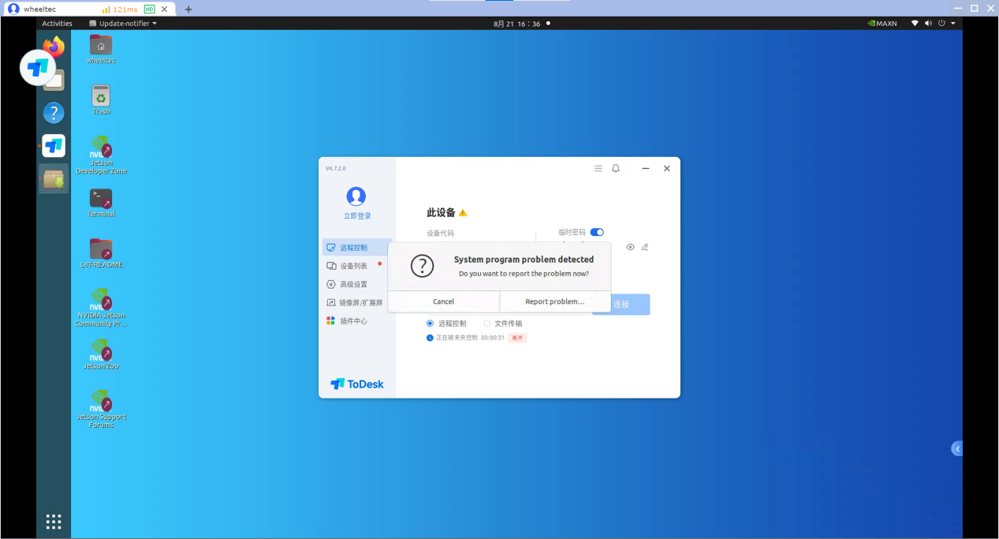 wheeltec
121ms
HD
Activities
Update-notifier
8月 21 16：36
MAXN
wheeltec
Trash
Jetson
Developer Zone
Terminal
L4T-README
NVIDIA Jetson
Community Pr...
Jetson Zoo
Jetson Support
Forums
V4.7.2.0
立即登录
远程控制
设备列表
高级设置
镜像屏/扩展屏
插件中心
ToDesk
此设备
设备代码
临时密码
System program problem detected
Do you want to report the problem now?
Cancel
Report problem…
连接
远程控制
文件传输
正在被未央控制 00:00:31 断开